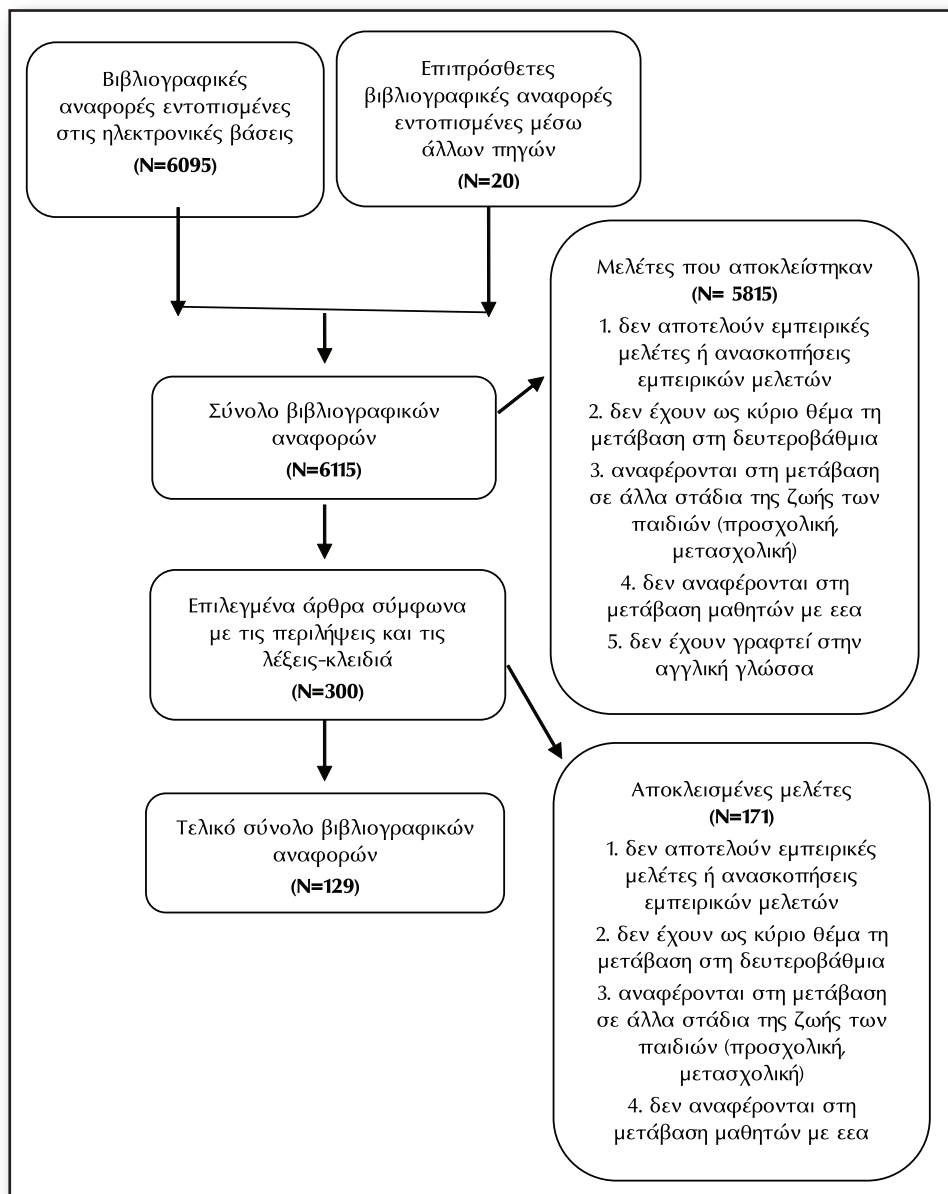 Βιβλιογραφικές
αναφορές εντοπισμένες
στις ηλεκτρονικές βάσεις
(N=6095)
Επιπρόσθετες
βιβλιογραφικές αναφορές
εντοπισμένες μέσω
άλλων πηγών
(N=20)
Σύνολο βιβλιογραφικών
αναφορών
(N=6115)
Μελέτες που αποκλείστηκαν
(N= 5815)
1. δεν αποτελούν εμπειρικές
μελέτες ή ανασκοπήσεις
εμπειρικών μελετών
2. δεν έχουν ως κύριο θέμα τη
μετάβαση στη δευτεροβάθμια
3. αναφέρονται στη μετάβαση
σε άλλα στάδια της ζωής των
παιδιών (προσχολική,
μετασχολική)
4. δεν αναφέρονται στη
μετάβαση μαθητών με εεα
5. δεν έχουν γραφτεί στην
αγγλική γλώσσα
Επιλεγμένα άρθρα σύμφωνα
με τις περιλήψεις και τις
λέξεις-κλειδιά
(N=300)
Αποκλεισμένες μελέτες
(N=171)
1. δεν αποτελούν εμπειρικές
μελέτες ή ανασκοπήσεις
εμπειρικών μελετών
2. δεν έχουν ως κύριο θέμα τη
μετάβαση στη δευτεροβάθμια
3. αναφέρονται στη μετάβαση
σε άλλα στάδια της ζωής των
παιδιών (προσχολική,
μετασχολική)
4. δεν αναφέρονται στη
μετάβαση μαθητών με εεα
Τελικό σύνολο βιβλιογραφικών
αναφορών
(N=129)